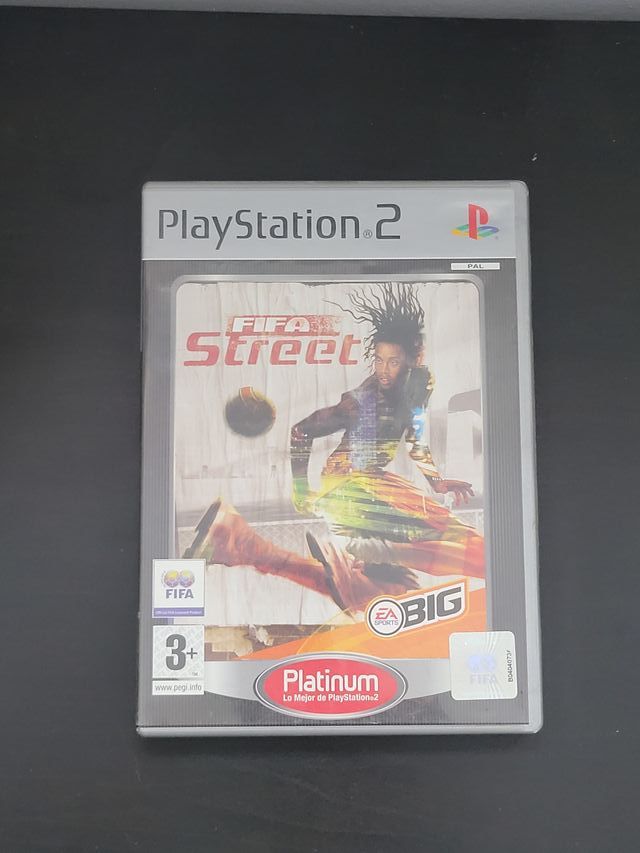 PlayStation®2
PAL
FIFA
Street
FIFA
3+
www.pegi.info
EA
SPORTS
BIG
Platinum
Lo Mejor de PlayStation®2
FIFA